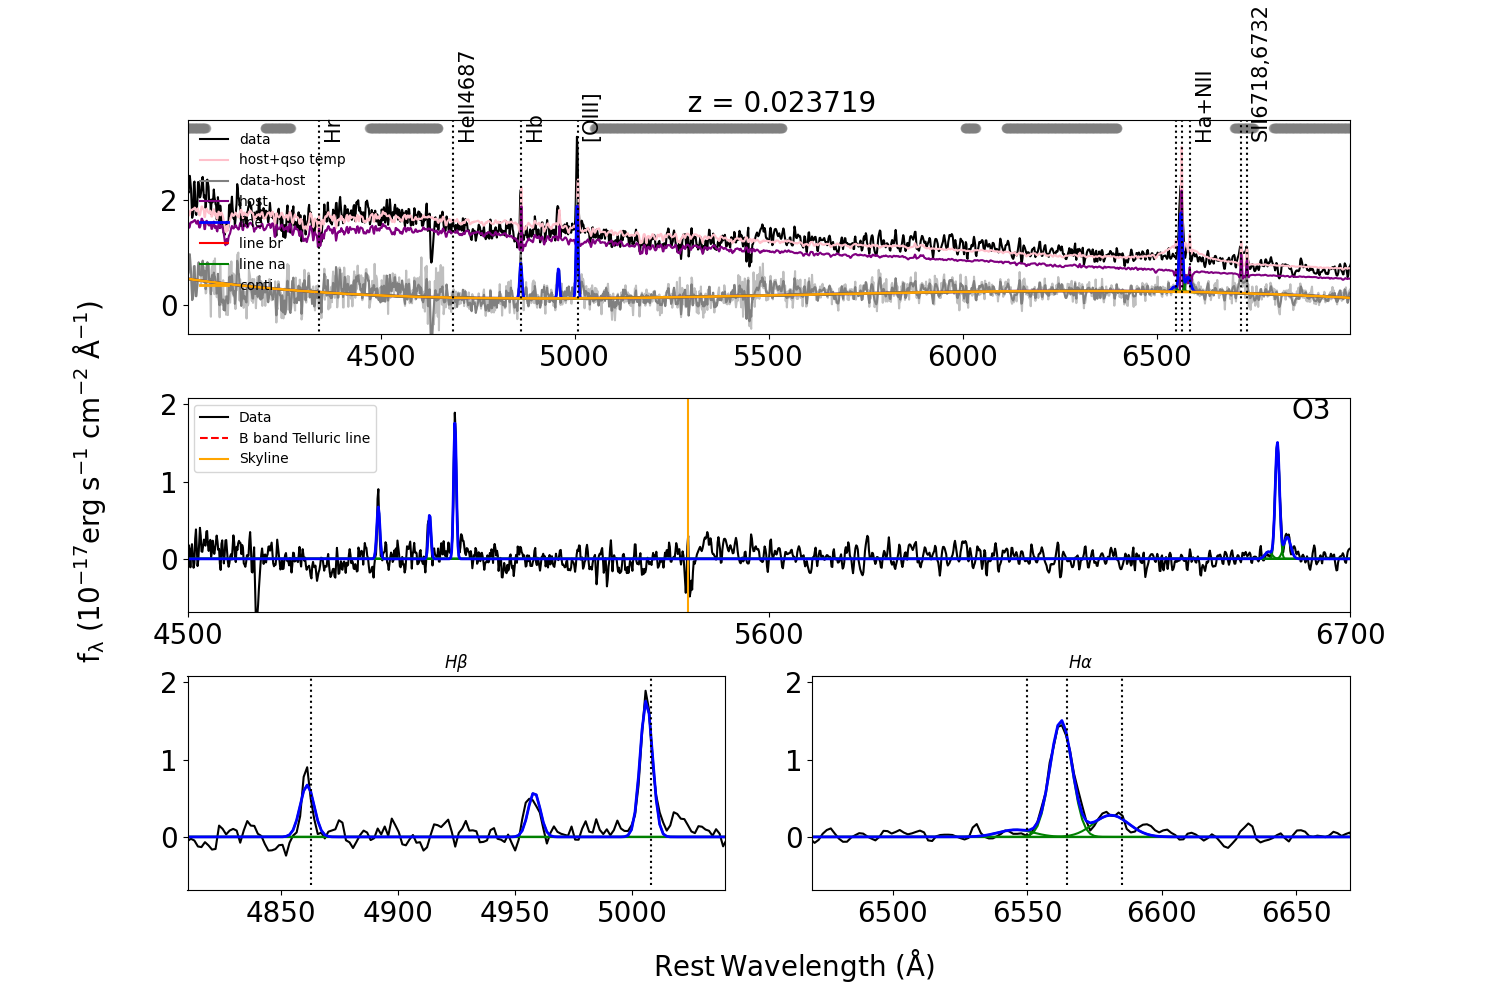 z = 0.023719
Hr
HeII4687
Hb
[OIII]
Ha+NII
SII6718,6732
data
host+qso temp
data-host
host
line br
line na
conti
2
0
4500
5000
5500
6000
6500
O3
Data
B band Telluric line
Skyline
2
1
0
4500
5600
6700
fλ (10−17erg s−1 cm−2 Å−1)
Hβ
2
1
0
4850
4900
4950
5000
Hα
2
1
0
6500
6550
6600
6650
Rest Wavelength (Å)